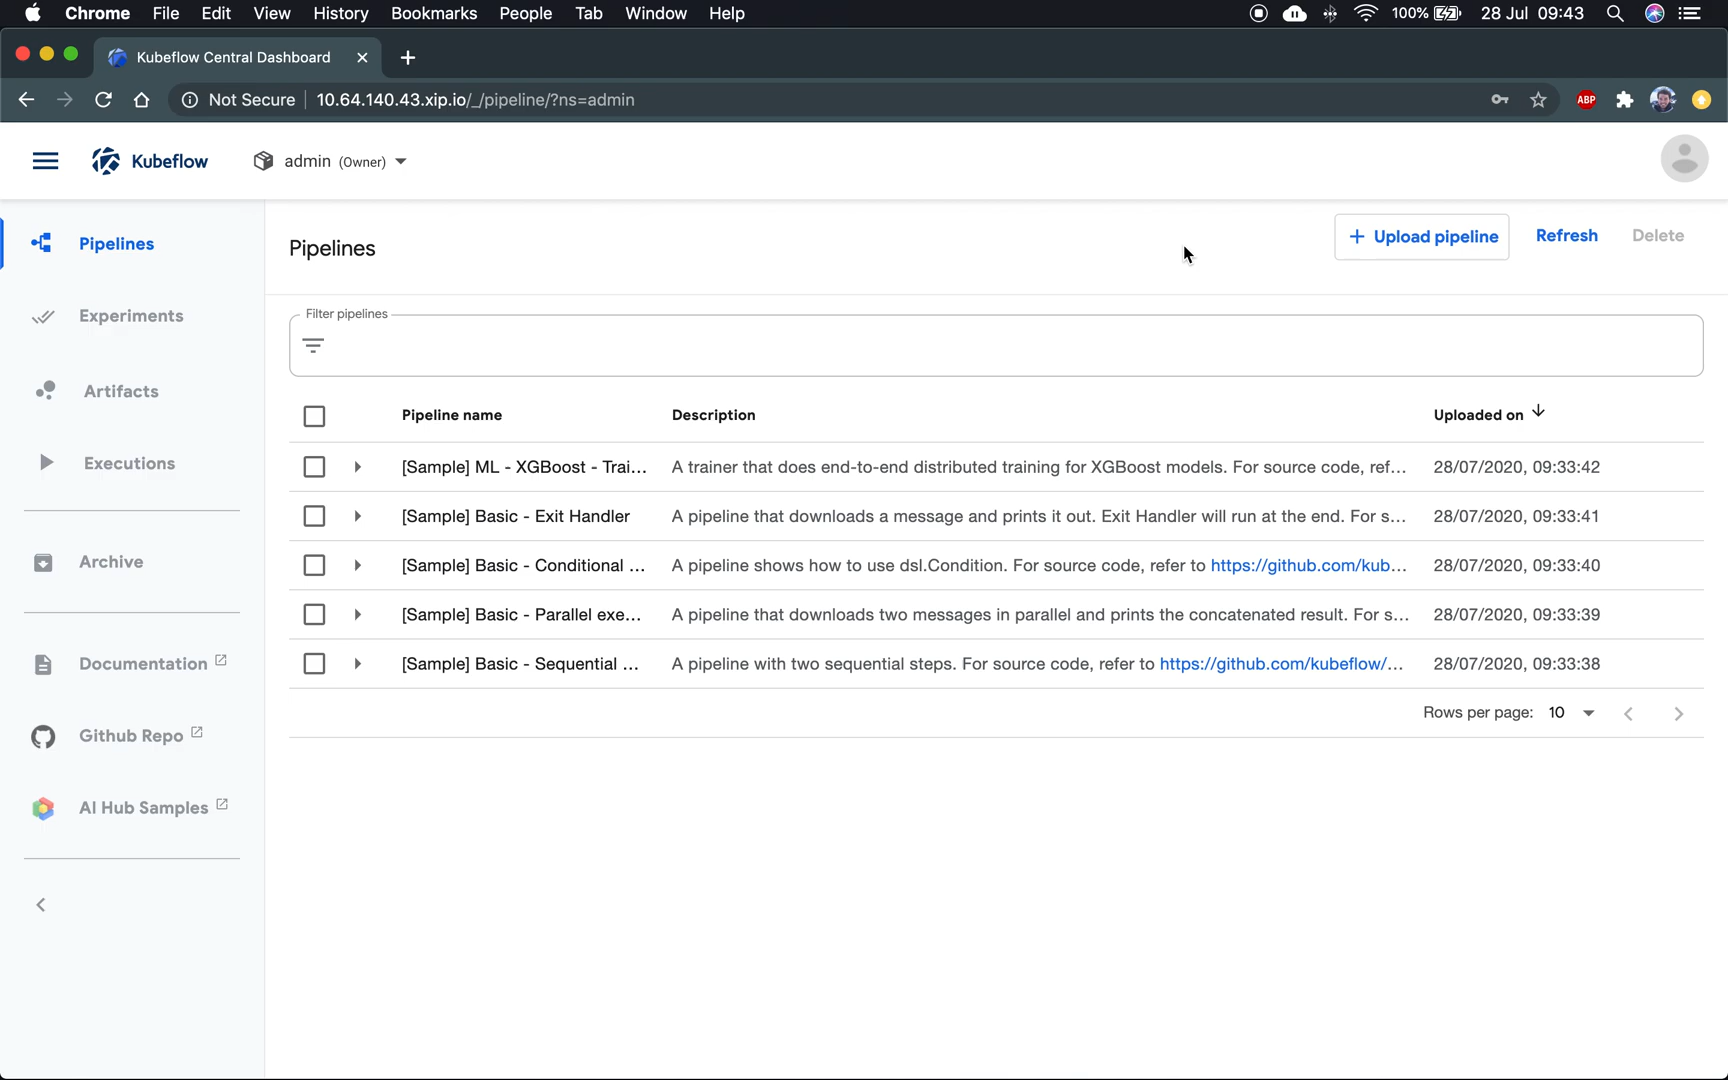 Chrome File Edit View History Bookmarks People Tab Window Help 100% 28 Jul 09:43
Kubeflow Central Dashboard
Not Secure 10.64.140.43.xip.io/_/pipeline/?ns=admin ABP
Kubeflow admin (Owner)
Pipelines
Experiments
Artifacts
Executions
Archive
Documentation
Github Repo
AI Hub Samples
Pipelines
+ Upload pipeline Refresh Delete
Filter pipelines
Pipeline name Description Uploaded on
[Sample] ML - XGBoost - Trai... A trainer that does end-to-end distributed training for XGBoost models. For source code, ref... 28/07/2020, 09:33:42
[Sample] Basic - Exit Handler A pipeline that downloads a message and prints it out. Exit Handler will run at the end. For s... 28/07/2020, 09:33:41
[Sample] Basic - Conditional ... A pipeline shows how to use dsl.Condition. For source code, refer to https://github.com/kub... 28/07/2020, 09:33:40
[Sample] Basic - Parallel exe... A pipeline that downloads two messages in parallel and prints the concatenated result. For s... 28/07/2020, 09:33:39
[Sample] Basic - Sequential ... A pipeline with two sequential steps. For source code, refer to https://github.com/kubeflow/... 28/07/2020, 09:33:38
Rows per page: 10